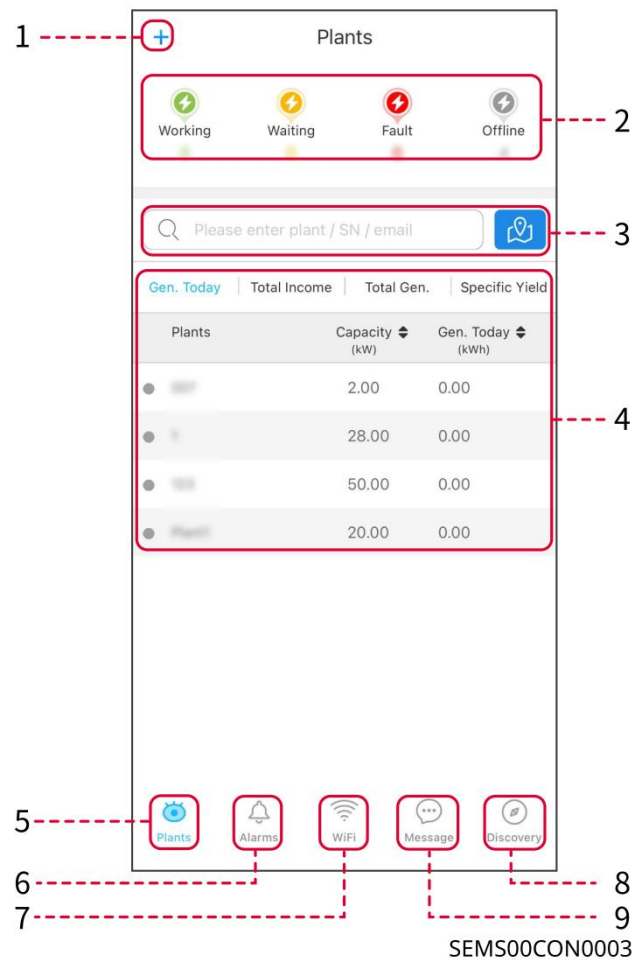 1
Plants
Working Waiting Fault Offline
2
Please enter plant / SN / email
3
Gen. Today Total Income Total Gen. Specific Yield
Plants Capacity Gen. Today
(kW) (kWh)
2.00 0.00
28.00 0.00
4
50.00 0.00
20.00 0.00
5
Plants Alarms WiFi Message Discovery
6 8
7 9
SEMS00CON0003